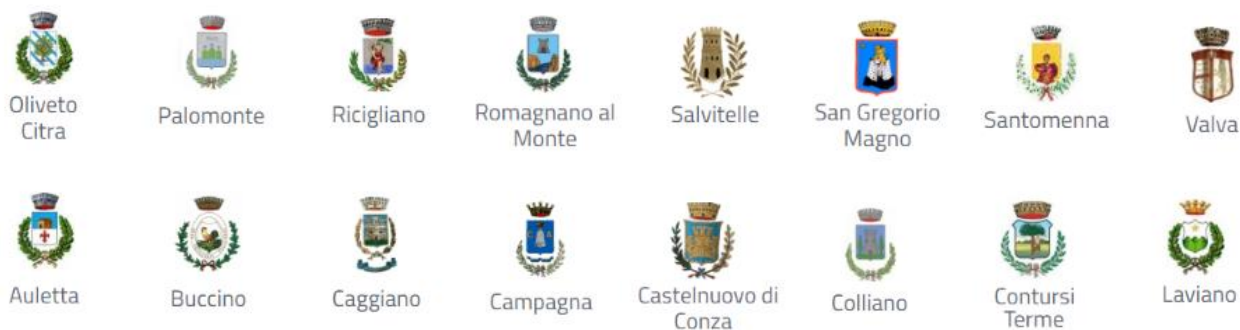 Oliveto
Citra
Palomonte
Ricigliano
Romagnano al
Monte
Salvitelle
San Gregorio
Magno
Santomenna
Valva
Auletta
Buccino
Caggiano
C A
Campagna
Castelnuovo di
Conza
Colliano
Contursi
Terme
Laviano